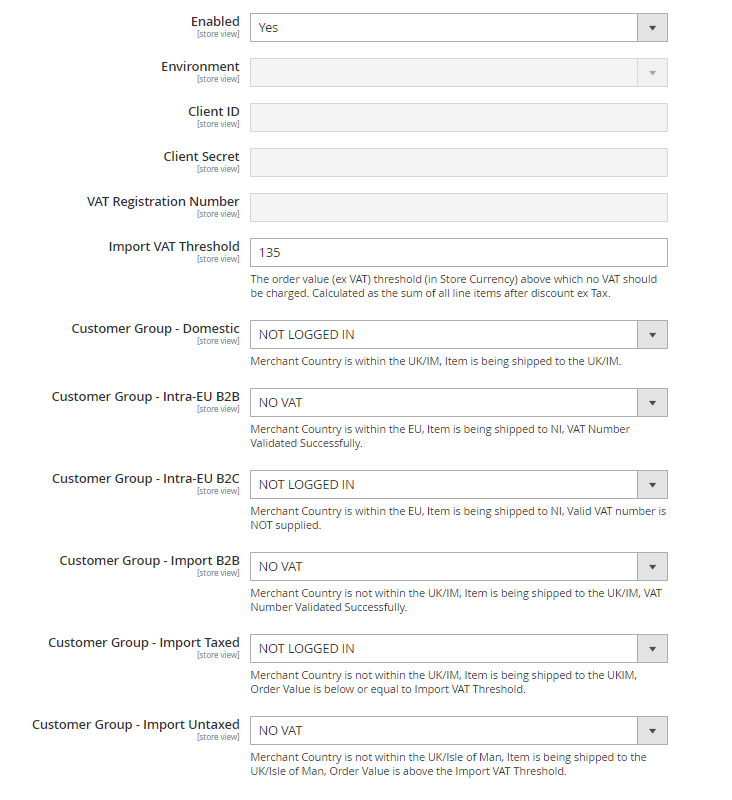 Enabled
[store view]
Yes
Environment
[store view]
Client ID
[store view]
Client Secret
[store view]
VAT Registration Number
[store view]
Import VAT Threshold
[store view]
135
The order value (ex VAT) threshold (in Store Currency) above which no VAT should
be charged. Calculated as the sum of all line items after discount ex Tax.
Customer Group - Domestic
[store view]
NOT LOGGED IN
Merchant Country is within the UK/IM, Item is being shipped to the UK/IM.
Customer Group - Intra-EU B2B
[store view]
NO VAT
Merchant Country is within the EU, Item is being shipped to NI, VAT Number
Validated Successfully.
Customer Group - Intra-EU B2C
[store view]
NOT LOGGED IN
Merchant Country is within the EU, Item is being shipped to NI, Valid VAT number is
NOT supplied.
Customer Group - Import B2B
[store view]
NO VAT
Merchant Country is not within the UK/IM, Item is being shipped to the UK/IM, VAT
Number Validated Successfully.
Customer Group - Import Taxed
[store view]
NOT LOGGED IN
Merchant Country is not within the UK/IM, Item is being shipped to the UKIM,
Order Value is below or equal to Import VAT Threshold.
Customer Group - Import Untaxed
[store view]
NO VAT
Merchant Country is not within the UK/Isle of Man, Item is being shipped to the
UK/Isle of Man, Order Value is above the Import VAT Threshold.